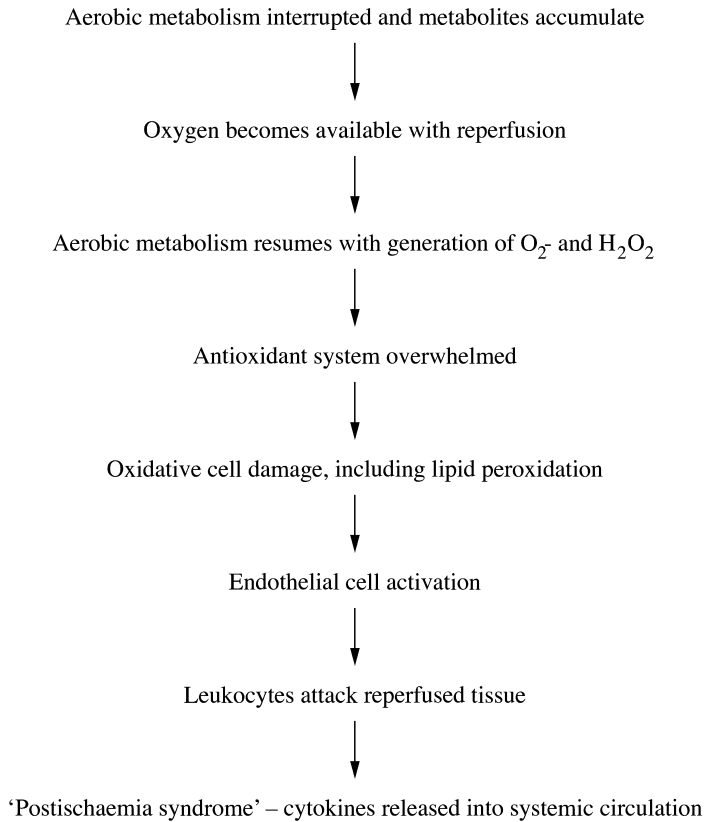 Aerobic metabolism interrupted and metabolites accumulate
Oxygen becomes available with reperfusion
Aerobic metabolism resumes with generation of O₂- and H₂O₂
Antioxidant system overwhelmed
Oxidative cell damage, including lipid peroxidation
Endothelial cell activation
Leukocytes attack reperfused tissue
‘Postischaemia syndrome’ – cytokines released into systemic circulation